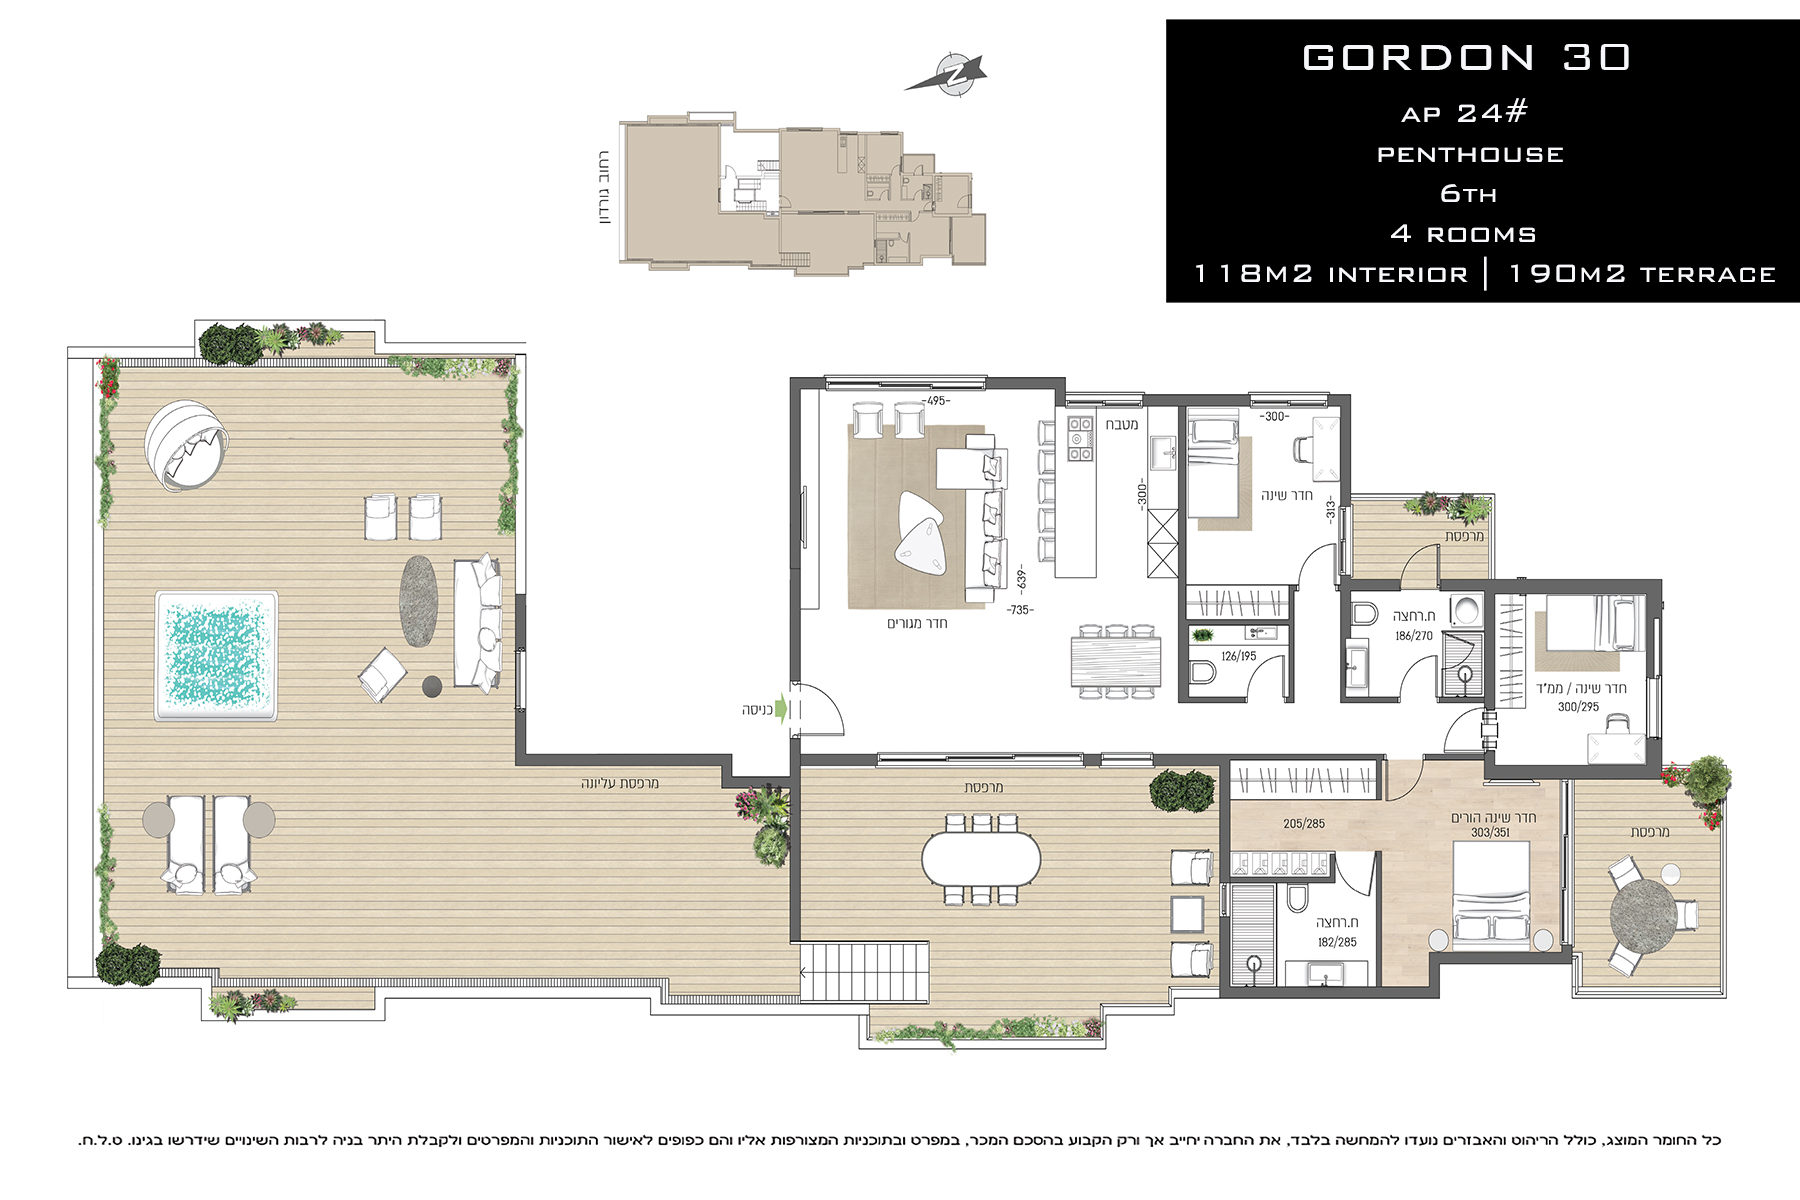 GORDON 30
AP 24#
PENTHOUSE
6TH
4 ROOMS
118M2 INTERIOR | 190M2 TERRACE
N
רחוב גורדון
-495-
מטבח
-300-
-300-
חדר שינה
-313-
מרפסת
-639-
-735-
חדר מגורים
ח.רחצה
186/270
126/195
חדר שינה / ממ"ד
300/295
כניסה
מרפסת עליונה
מרפסת
205/285
חדר שינה הורים
303/351
מרפסת
ח.רחצה
182/285
כל החומר המוצג, כולל הריהוט והאבזרים נועדו להמחשה בלבד, את החברה יחייב אך ורק הקבוע בהסכם המכר, במפרט ובתוכניות המצורפות אליו והם כפופים לאישור התוכניות והמפרטים ולקבלת היתר בניה לרבות השינויים שידרשו בגינו. ט.ל.ח.